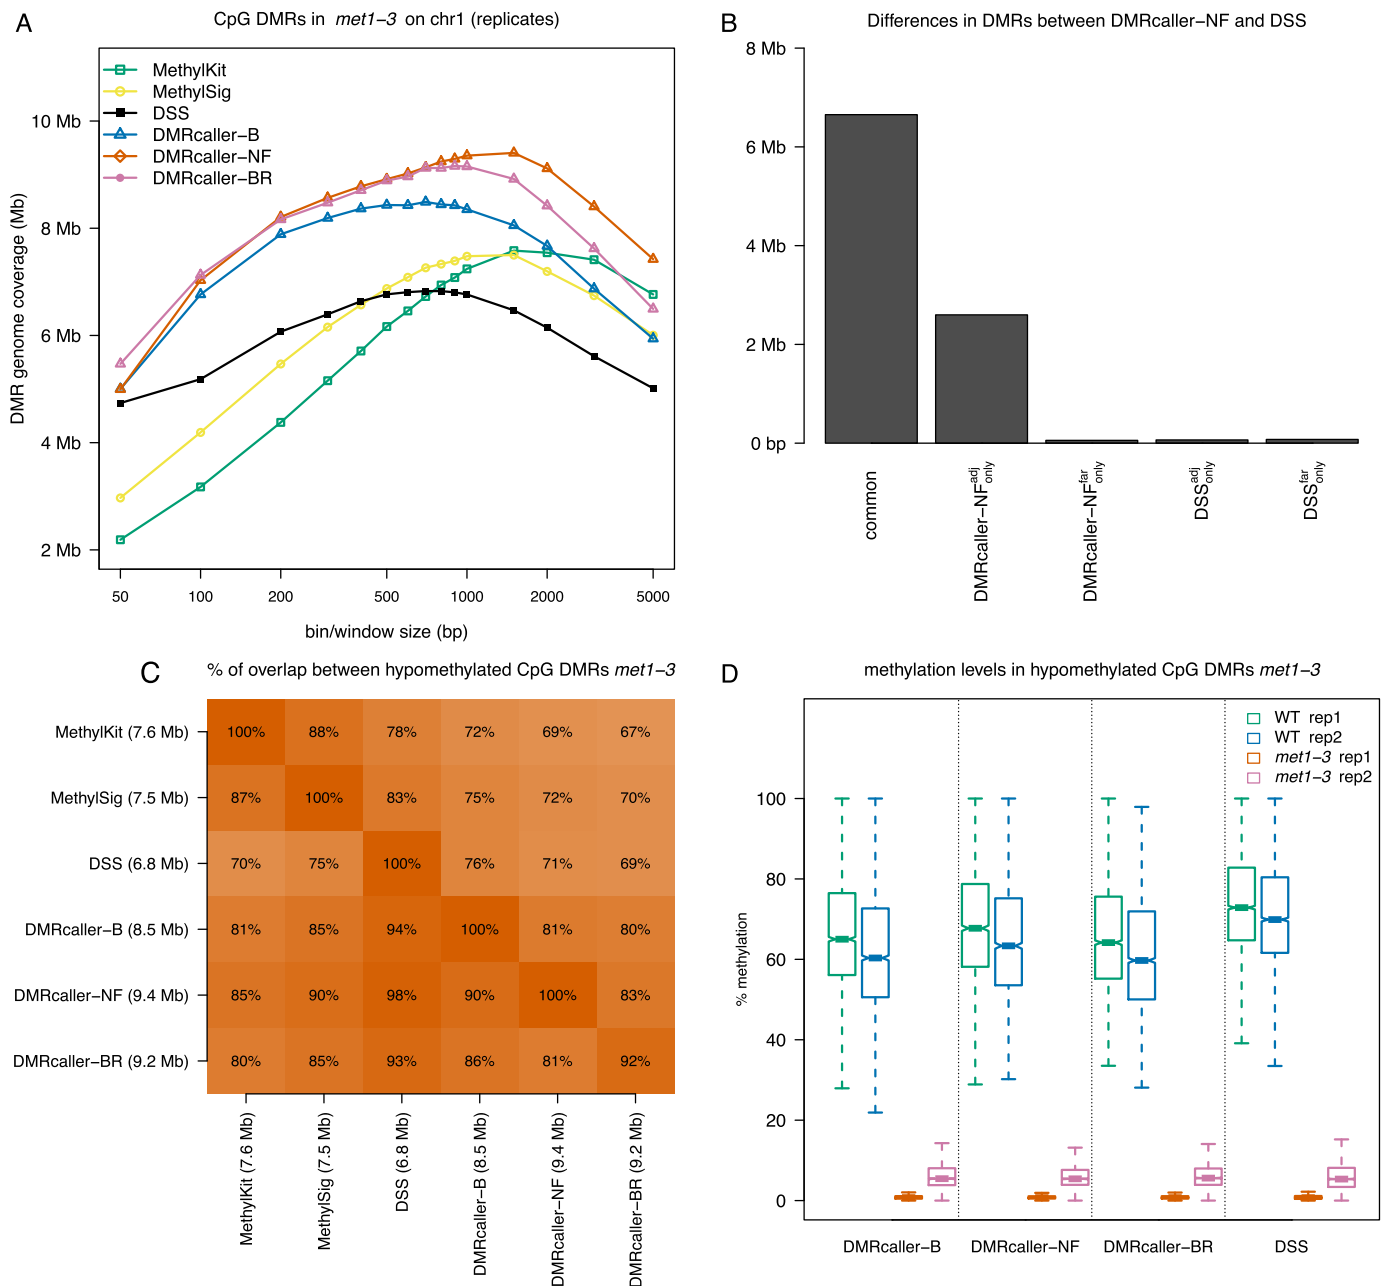 A
CpG DMRs in met1−3 on chr1 (replicates)
MethylKit
MethylSig
DSS
DMRcaller−B
DMRcaller−NF
DMRcaller−BR
DMR genome coverage (Mb)
10 Mb
8 Mb
6 Mb
4 Mb
2 Mb
50 100 200 500 1000 2000 5000
bin/window size (bp)
B
Differences in DMRs between DMRcaller−NF and DSS
8 Mb
6 Mb
4 Mb
2 Mb
0 bp
common
DMRcaller−NF adj only
DMRcaller−NF far only
DSS adj only
DSS far only
C
% of overlap between hypomethylated CpG DMRs met1−3
MethylKit (7.6 Mb) 100% 88% 78% 72% 69% 67%
MethylSig (7.5 Mb) 87% 100% 83% 75% 72% 70%
DSS (6.8 Mb) 70% 75% 100% 76% 71% 69%
DMRcaller−B (8.5 Mb) 81% 85% 94% 100% 81% 80%
DMRcaller−NF (9.4 Mb) 85% 90% 98% 90% 100% 83%
DMRcaller−BR (9.2 Mb) 80% 85% 93% 86% 81% 92%
MethylKit (7.6 Mb)
MethylSig (7.5 Mb)
DSS (6.8 Mb)
DMRcaller−B (8.5 Mb)
DMRcaller−NF (9.4 Mb)
DMRcaller−BR (9.2 Mb)
D
methylation levels in hypomethylated CpG DMRs met1−3
WT rep1
WT rep2
met1−3 rep1
met1−3 rep2
% methylation
100
80
60
40
20
0
DMRcaller−B DMRcaller−NF DMRcaller−BR DSS